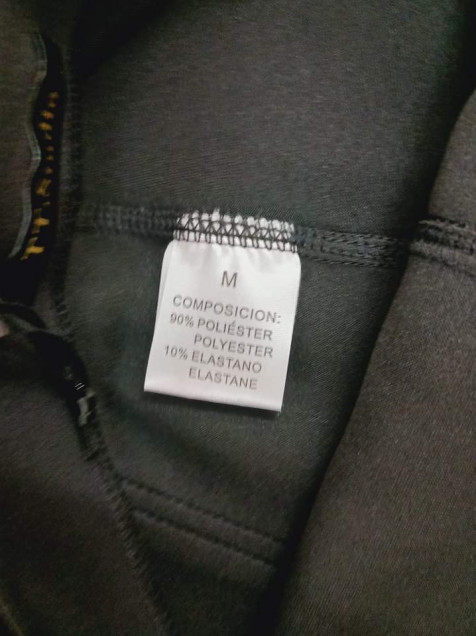 M
COMPOSICION:
90% POLIÉSTER
POLYESTER
10% ELASTANO
ELASTANE